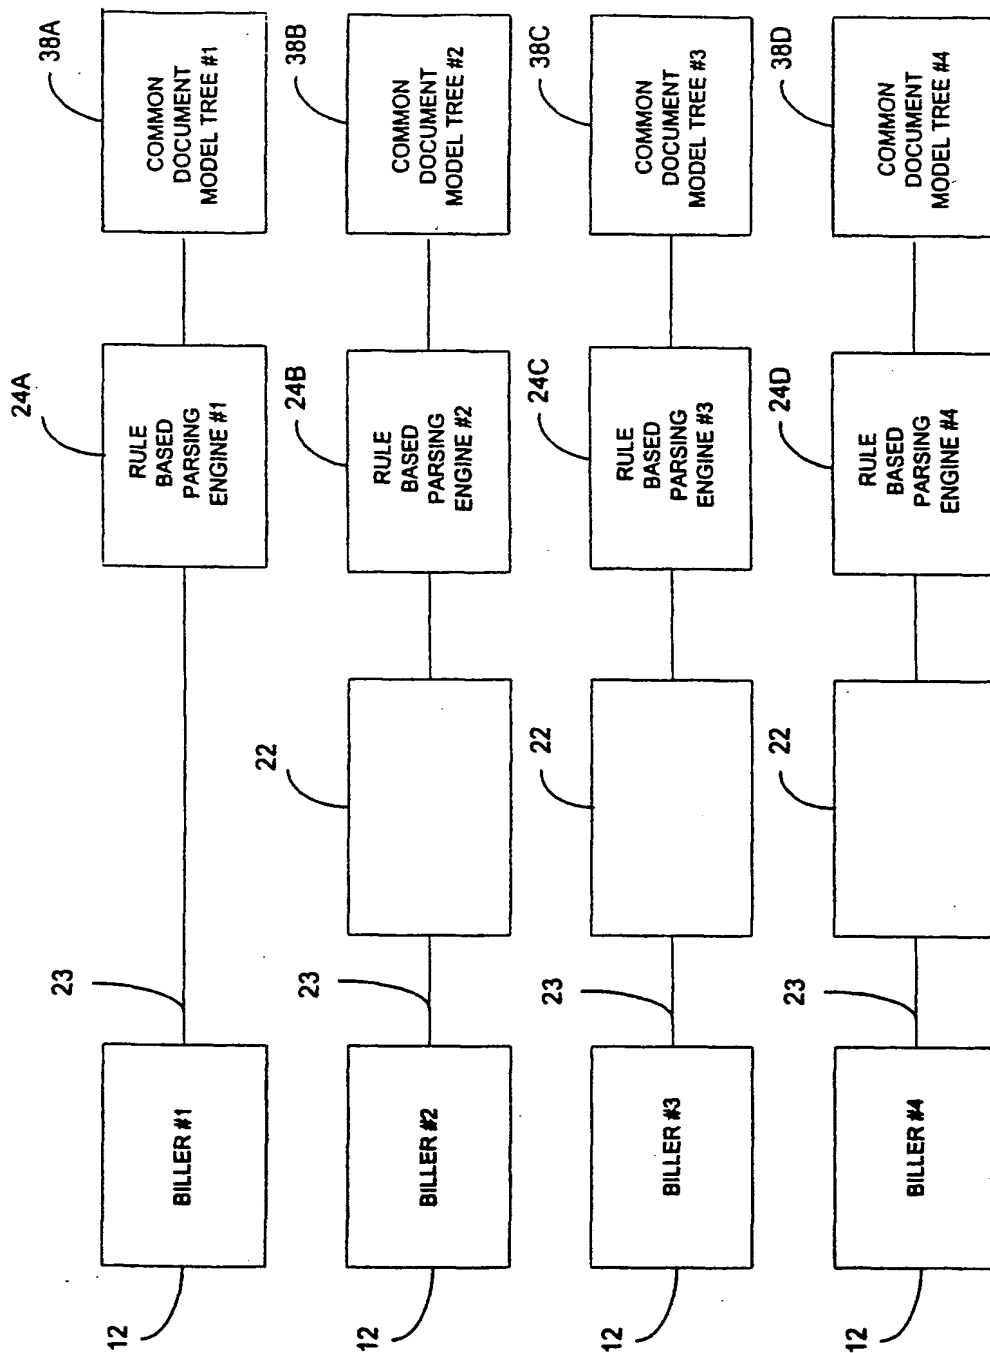 12
BILLER #1
23
24A
RULE
BASED
PARSING
ENGINE #1
38A
COMMON
DOCUMENT
MODEL TREE #1
12
BILLER #2
23
22
24B
RULE
BASED
PARSING
ENGINE #2
38B
COMMON
DOCUMENT
MODEL TREE #2
12
BILLER #3
23
22
24C
RULE
BASED
PARSING
ENGINE #3
38C
COMMON
DOCUMENT
MODEL TREE #3
12
BILLER #4
23
22
24D
RULE
BASED
PARSING
ENGINE #4
38D
COMMON
DOCUMENT
MODEL TREE #4